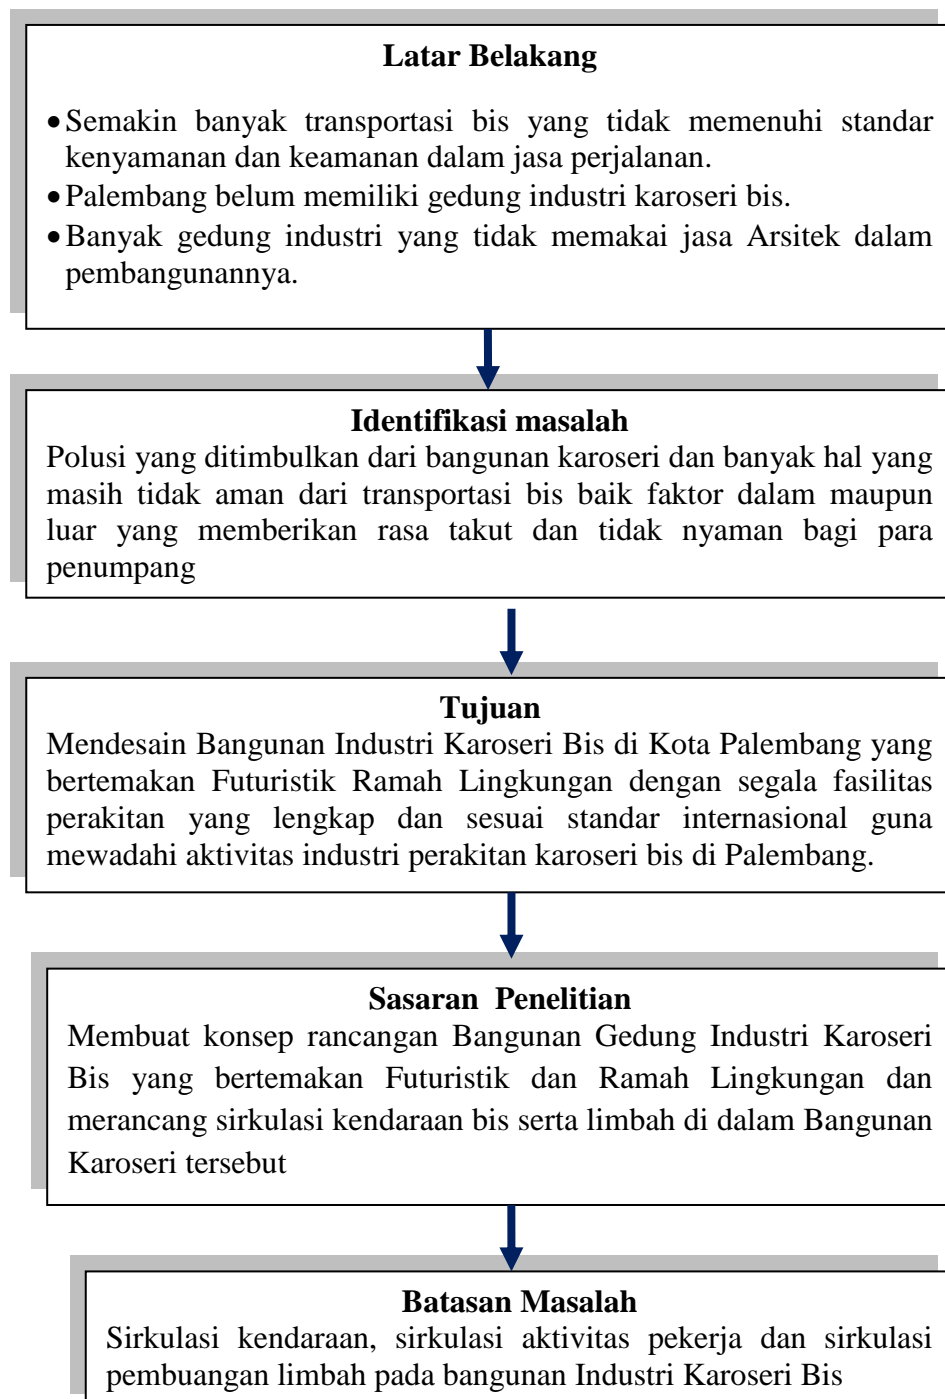 Latar Belakang
•Semakin banyak transportasi bis yang tidak memenuhi standar
kenyamanan dan keamanan dalam jasa perjalanan.
•Palembang belum memiliki gedung industri karoseri bis.
•Banyak gedung industri yang tidak memakai jasa Arsitek dalam
pembangunannya.
Identifikasi masalah
Polusi yang ditimbulkan dari bangunan karoseri dan banyak hal yang
masih tidak aman dari transportasi bis baik faktor dalam maupun
luar yang memberikan rasa takut dan tidak nyaman bagi para
penumpang
Tujuan
Mendesain Bangunan Industri Karoseri Bis di Kota Palembang yang
bertemakan Futuristik Ramah Lingkungan dengan segala fasilitas
perakitan yang lengkap dan sesuai standar internasional guna
mewadahi aktivitas industri perakitan karoseri bis di Palembang.
Sasaran Penelitian
Membuat konsep rancangan Bangunan Gedung Industri Karoseri
Bis yang bertemakan Futuristik dan Ramah Lingkungan dan
merancang sirkulasi kendaraan bis serta limbah di dalam Bangunan
Karoseri tersebut
Batasan Masalah
Sirkulasi kendaraan, sirkulasi aktivitas pekerja dan sirkulasi
pembuangan limbah pada bangunan Industri Karoseri Bis